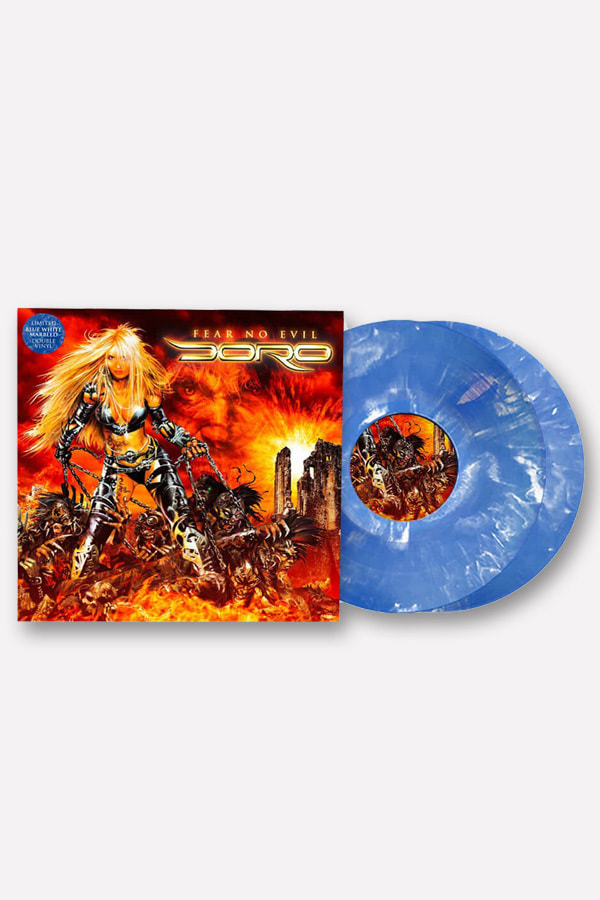 LIMITED
BLUE WHITE
MARBLED
DOUBLE
VINYL
FEAR NO EVIL
DORO